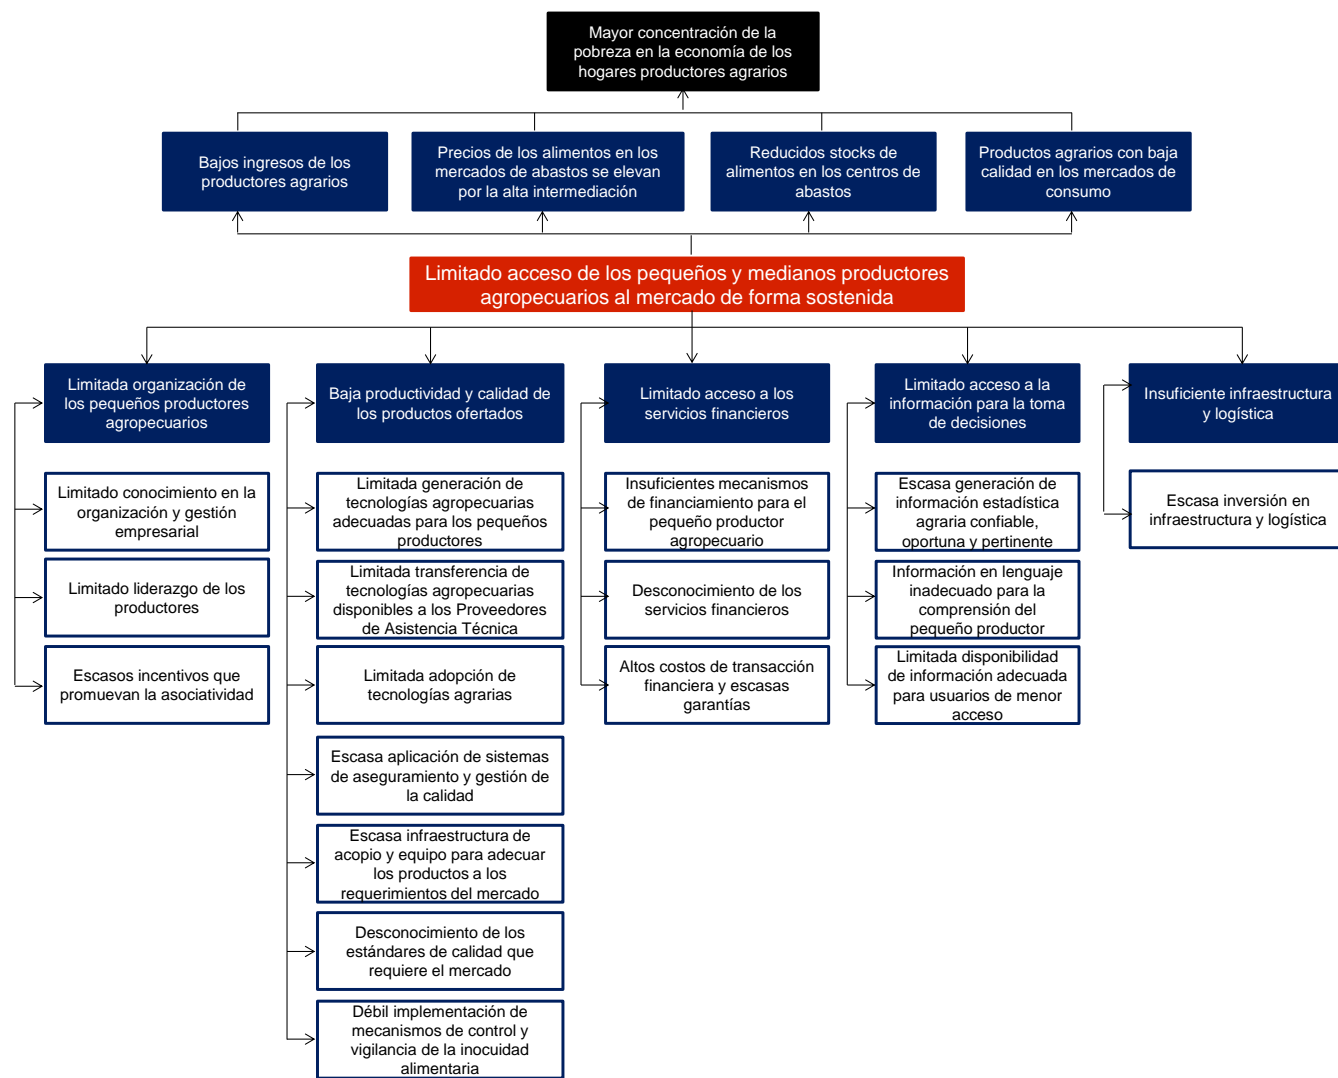 Mayor concentración de la
pobreza en la economía de los
hogares productores agrarios
Bajos ingresos de los
productores agrarios
Precios de los alimentos en los
mercados de abastos se elevan
por la alta intermediación
Reducidos stocks de
alimentos en los centros de
abastos
Productos agrarios con baja
calidad en los mercados de
consumo
Limitado acceso de los pequeños y medianos productores
agropecuarios al mercado de forma sostenida
Limitada organización de
los pequeños productores
agropecuarios
Baja productividad y calidad de
los productos ofertados
Limitado acceso a los
servicios financieros
Limitado acceso a la
información para la toma
de decisiones
Insuficiente infraestructura
y logística
Limitado conocimiento en la
organización y gestión
empresarial
Limitado liderazgo de los
productores
Escasos incentivos que
promuevan la asociatividad
Limitada generación de
tecnologías agropecuarias
adecuadas para los pequeños
productores
Limitada transferencia de
tecnologías agropecuarias
disponibles a los Proveedores
de Asistencia Técnica
Limitada adopción de
tecnologías agrarias
Escasa aplicación de sistemas
de aseguramiento y gestión de
la calidad
Escasa infraestructura de
acopio y equipo para adecuar
los productos a los
requerimientos del mercado
Desconocimiento de los
estándares de calidad que
requiere el mercado
Débil implementación de
mecanismos de control y
vigilancia de la inocuidad
alimentaria
Insuficientes mecanismos
de financiamiento para el
pequeño productor
agropecuario
Desconocimiento de los
servicios financieros
Altos costos de transacción
financiera y escasas
garantías
Escasa generación de
información estadística
agraria confiable,
oportuna y pertinente
Información en lenguaje
inadecuado para la
comprensión del
pequeño productor
Limitada disponibilidad
de información adecuada
para usuarios de menor
acceso
Escasa inversión en
infraestructura y logística